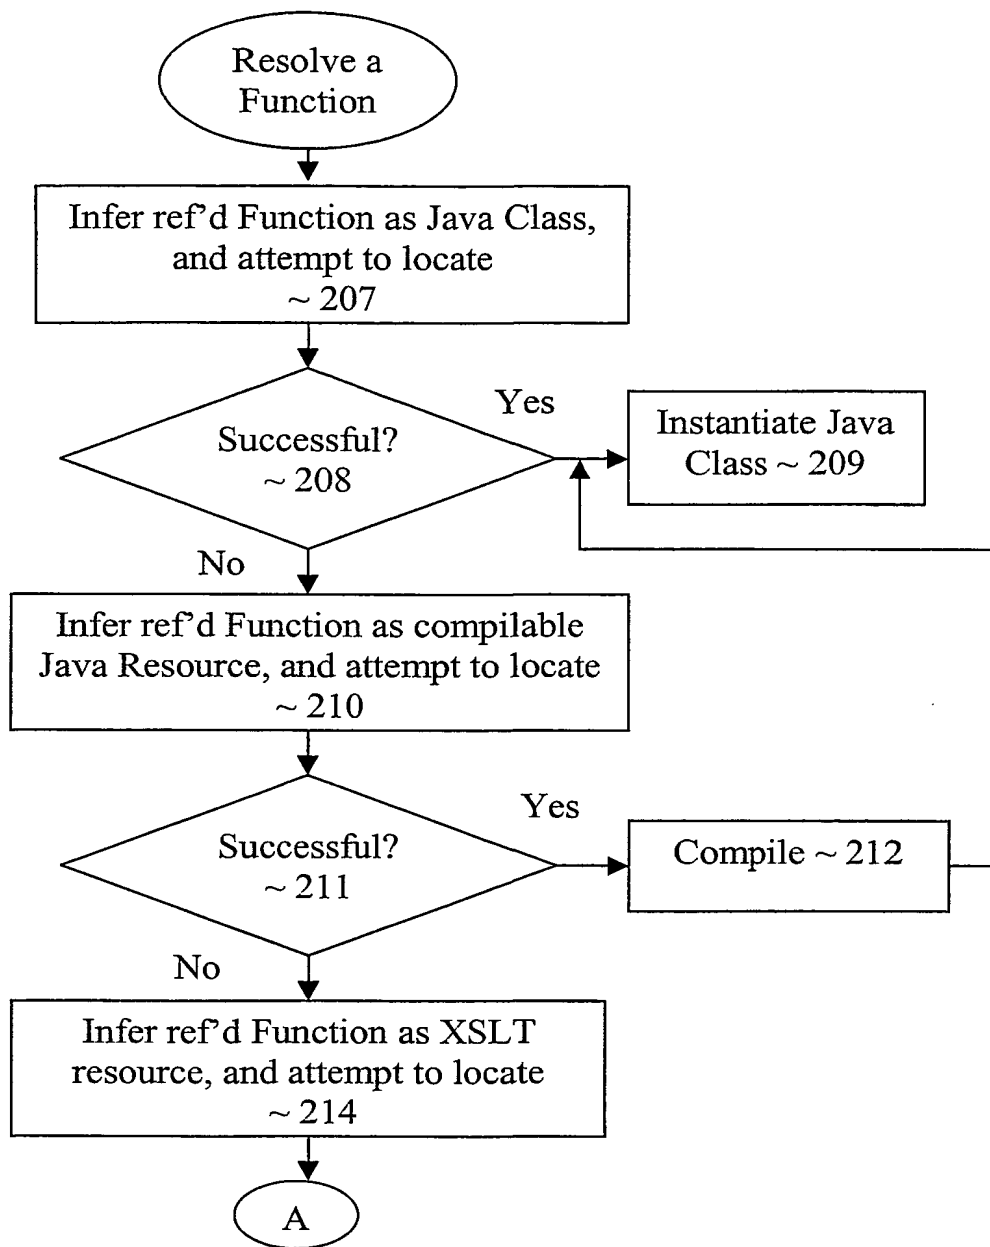 Resolve a
Function
Infer ref'd Function as Java Class,
and attempt to locate
~ 207
Yes
Successful?
~ 208
Instantiate Java
Class ~ 209
No
Infer ref'd Function as compilable
Java Resource, and attempt to locate
~ 210
Yes
Successful?
~ 211
Compile ~ 212
No
Infer ref'd Function as XSLT
resource, and attempt to locate
~ 214
A